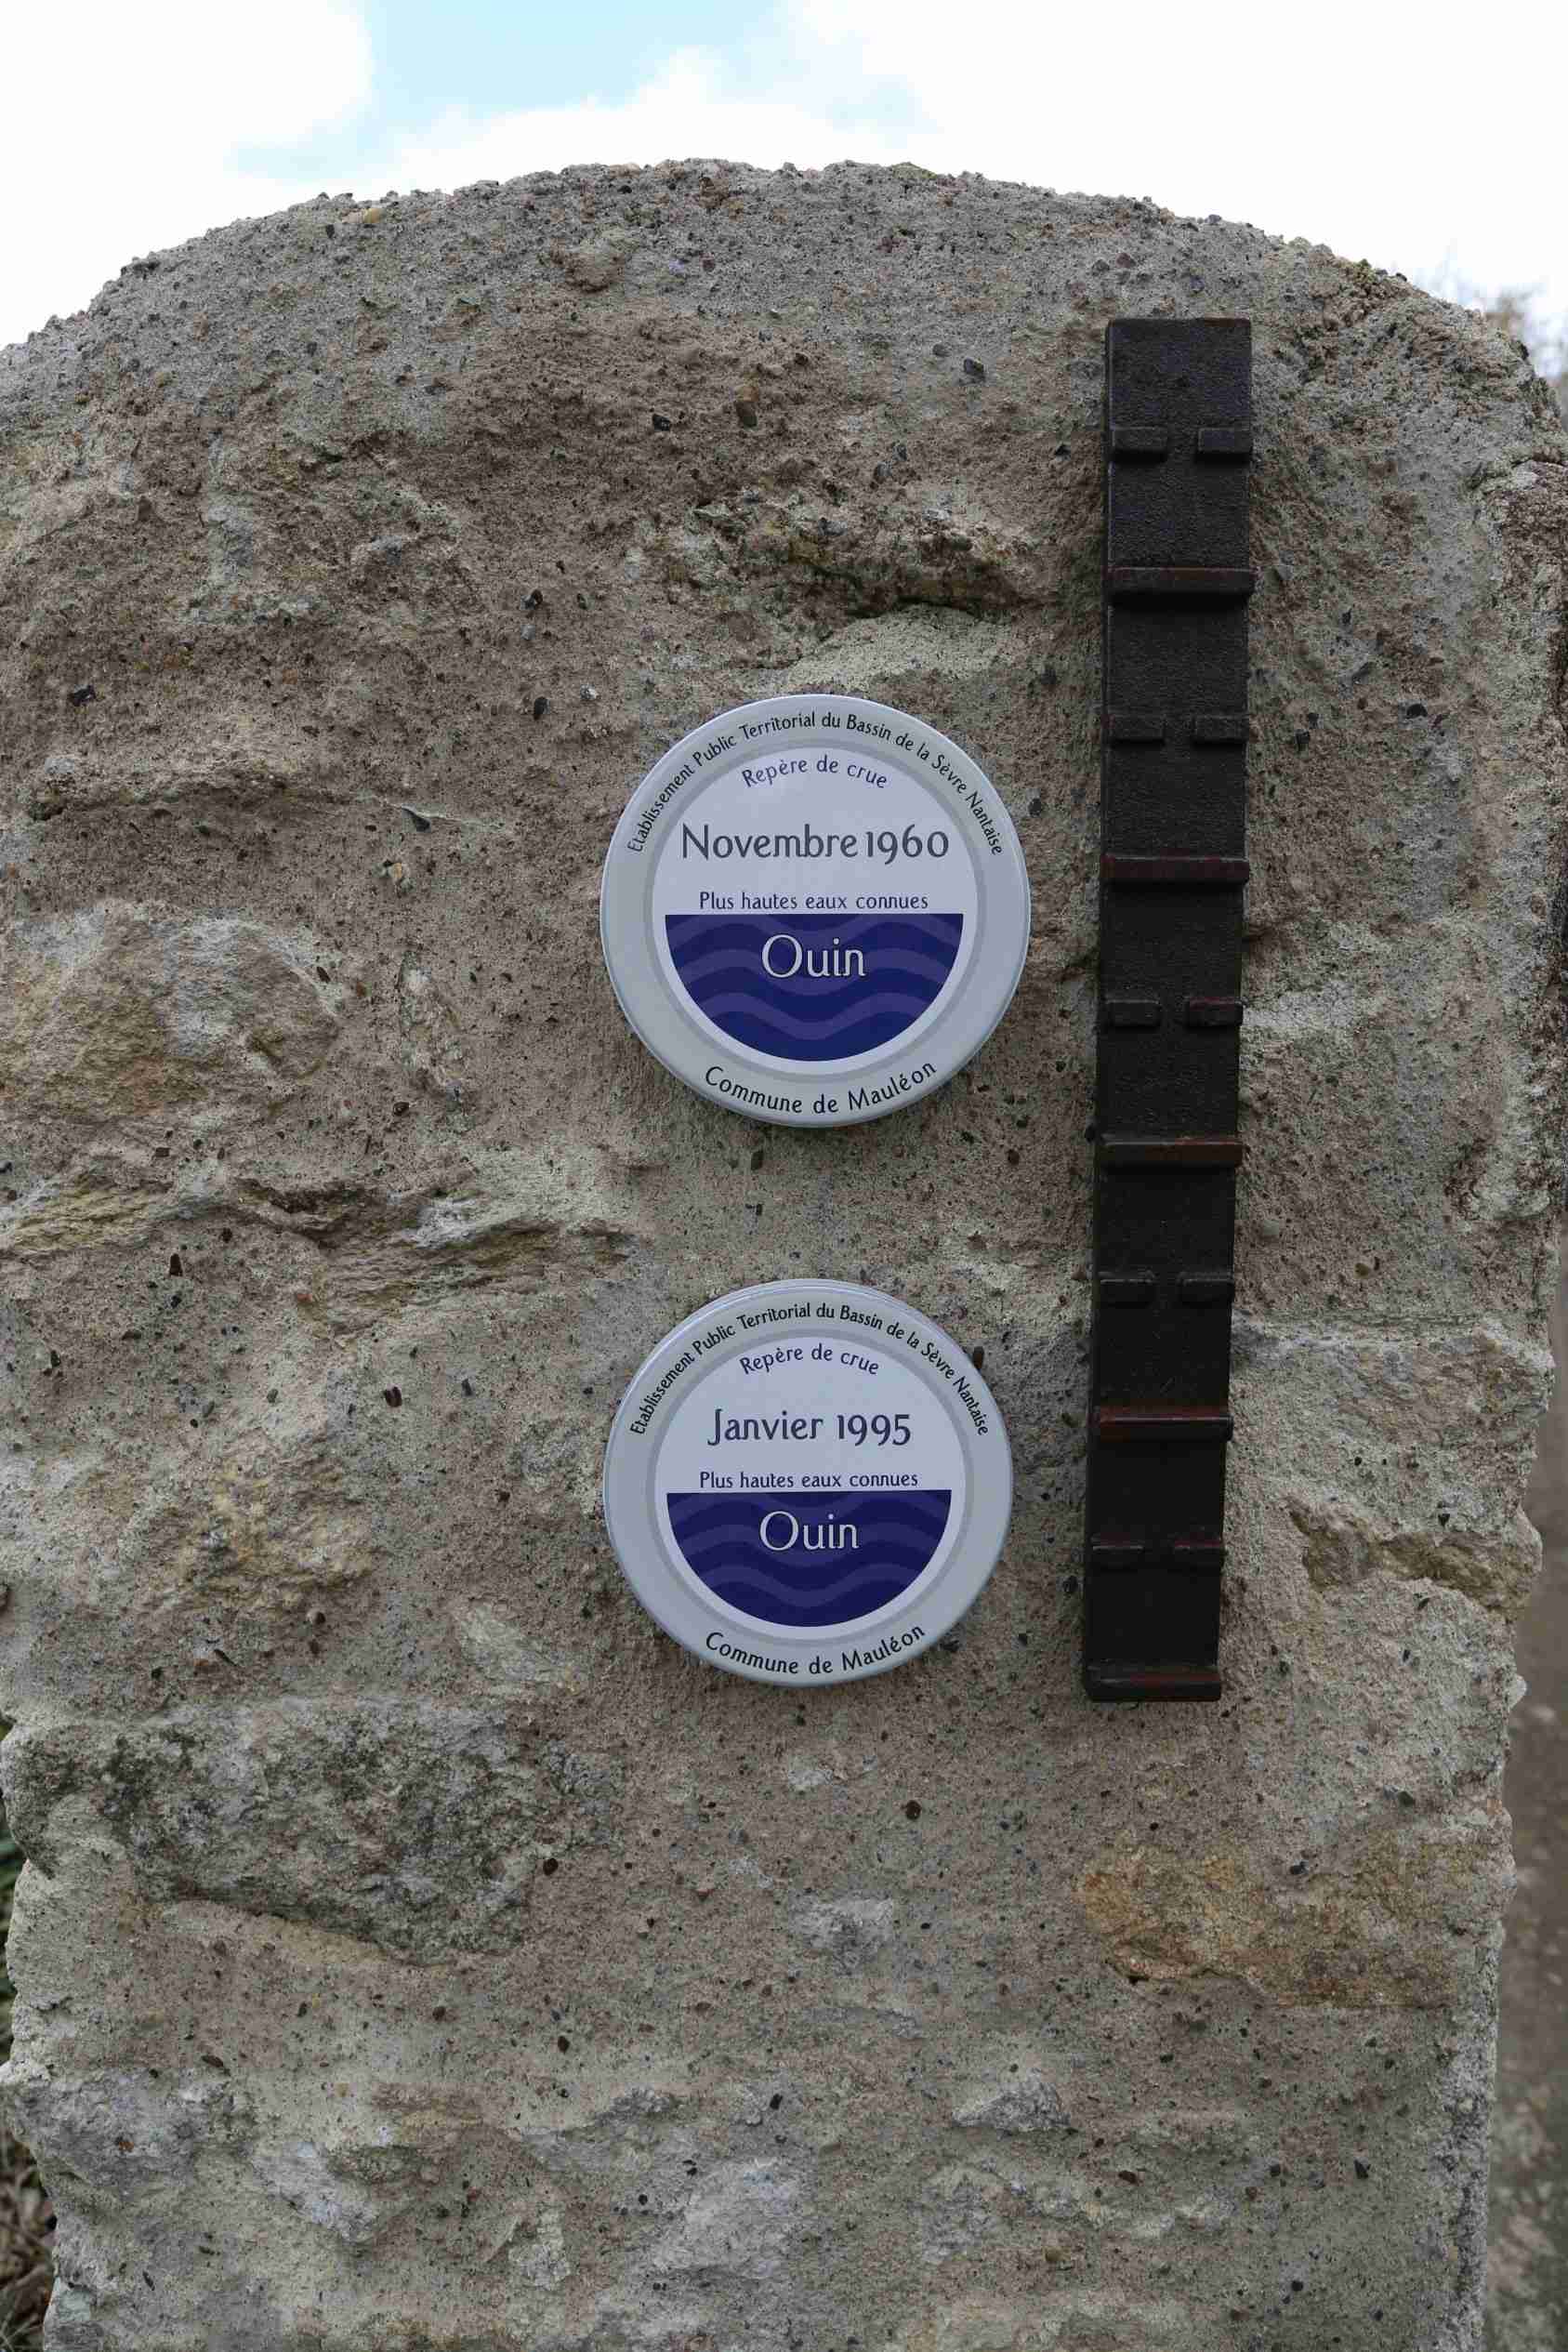 Etablissement Public Territorial du Bassin de la Sèvre Nantaise
Repère de crue
Novembre 1960
Plus hautes eaux connues
Ouin
Commune de Mauléon
Etablissement Public Territorial du Bassin de la Sèvre Nantaise
Repère de crue
Janvier 1995
Plus hautes eaux connues
Ouin
Commune de Mauléon